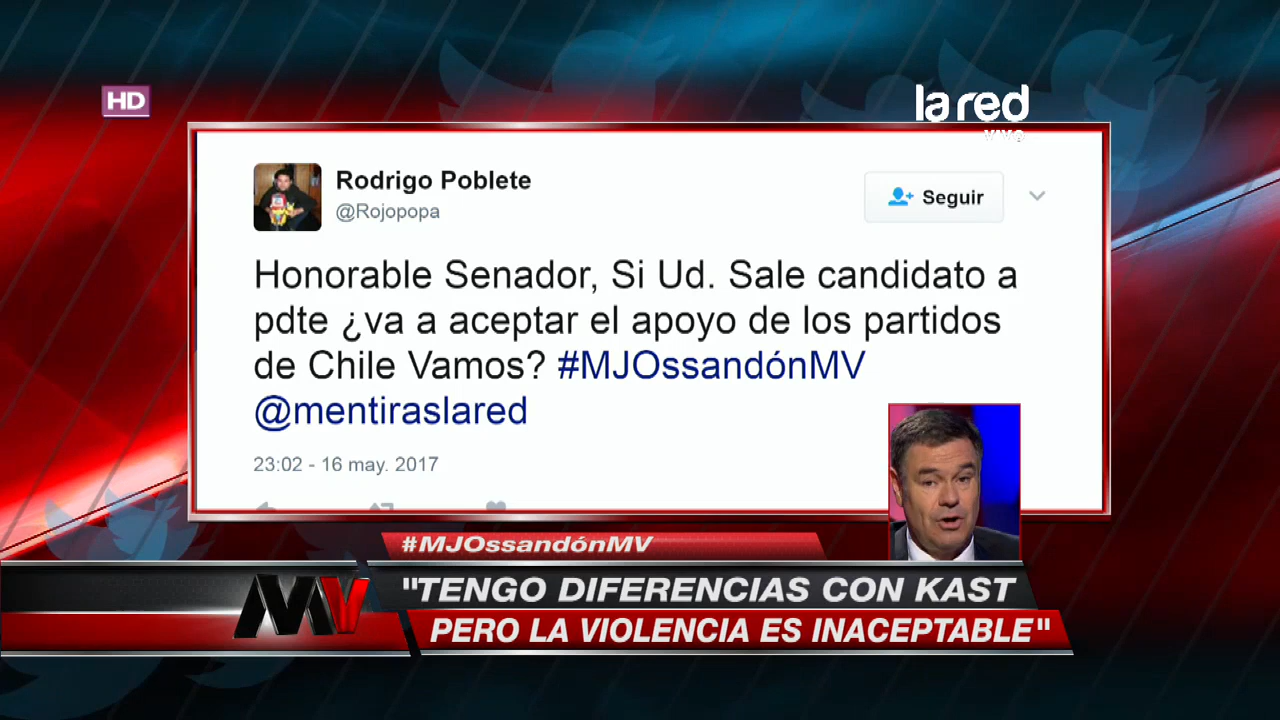 HD
la red
VIVO
Rodrigo Poblete
@Rojopopa
Seguir
Honorable Senador, Si Ud. Sale candidato a
pdte ¿va a aceptar el apoyo de los partidos
de Chile Vamos? #MJOssandónMV
@mentiraslared
23:02 - 16 may. 2017
#MJOssandónMV
MV
"TENGO DIFERENCIAS CON KAST
PERO LA VIOLENCIA ES INACEPTABLE"